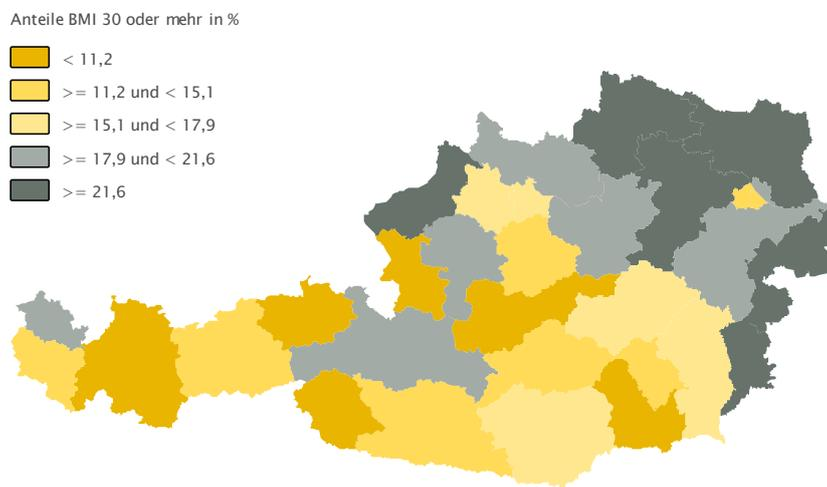 Anteile BMI 30 oder mehr in %
< 11,2
>= 11,2 und < 15,1
>= 15,1 und < 17,9
>= 17,9 und < 21,6
>= 21,6